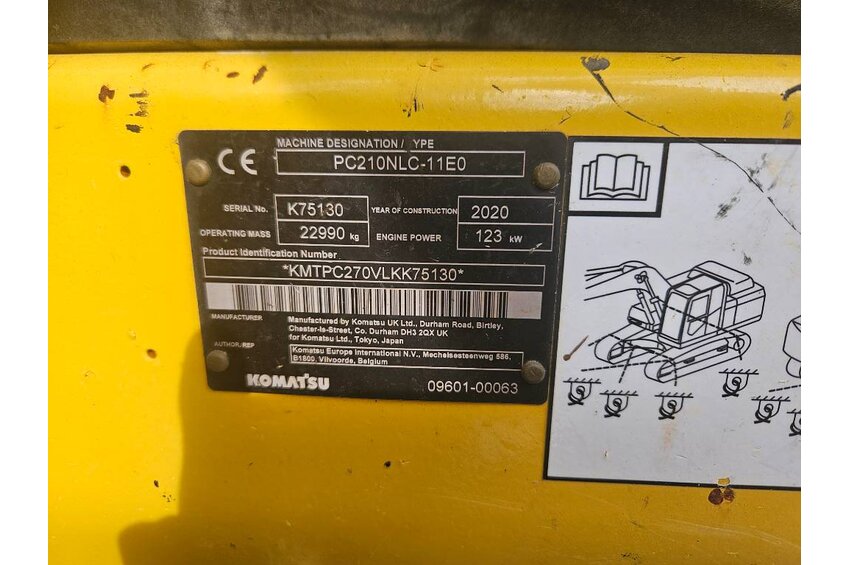 CE
MACHINE DESIGNATION / YPE
PC210NLC-11E0
SERIAL No. K75130 YEAR OF CONSTRUCTION 2020
OPERATING MASS 22990 kg ENGINE POWER 123 kW
Product Identification Number
*KMTPC270VLKK75130*
MANUFACTURER
Manufactured by Komatsu UK Ltd., Durham Road, Birtley,
Chester-le-Street, Co. Durham DH3 2QX UK
for Komatsu Ltd., Tokyo, Japan
AUTHOR. REP
Komatsu Europe International N.V., Mechelsesteenweg 586,
B1800, Vilvoorde, Belgium
KOMATSU 09601-00063